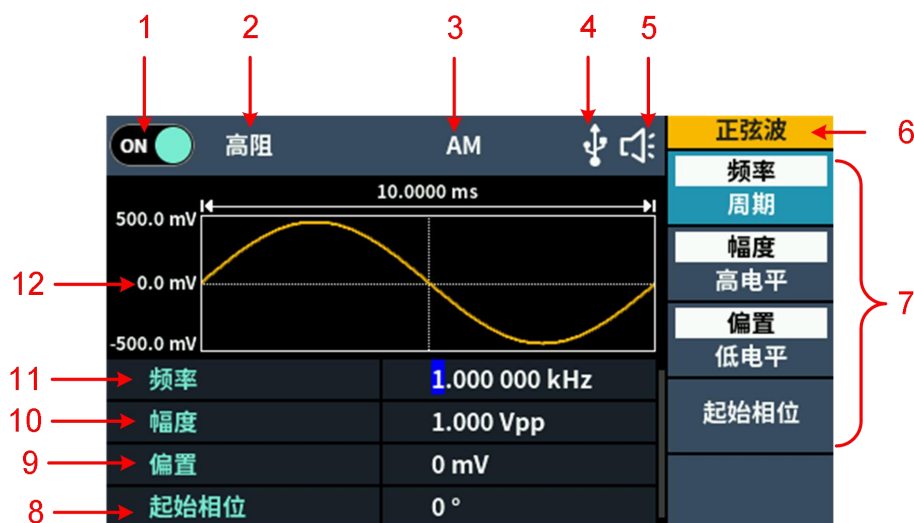 1 2 3 4 5
ON 高阻 AM 正弦波 6
10.0000 ms
500.0 mV
12 0.0 mV
-500.0 mV
频率
周期
幅度
高电平
偏置
低电平
起始相位
7
11 频率 1.000 000 kHz
10 幅度 1.000 Vpp
9 偏置 0 mV
8 起始相位 0 °